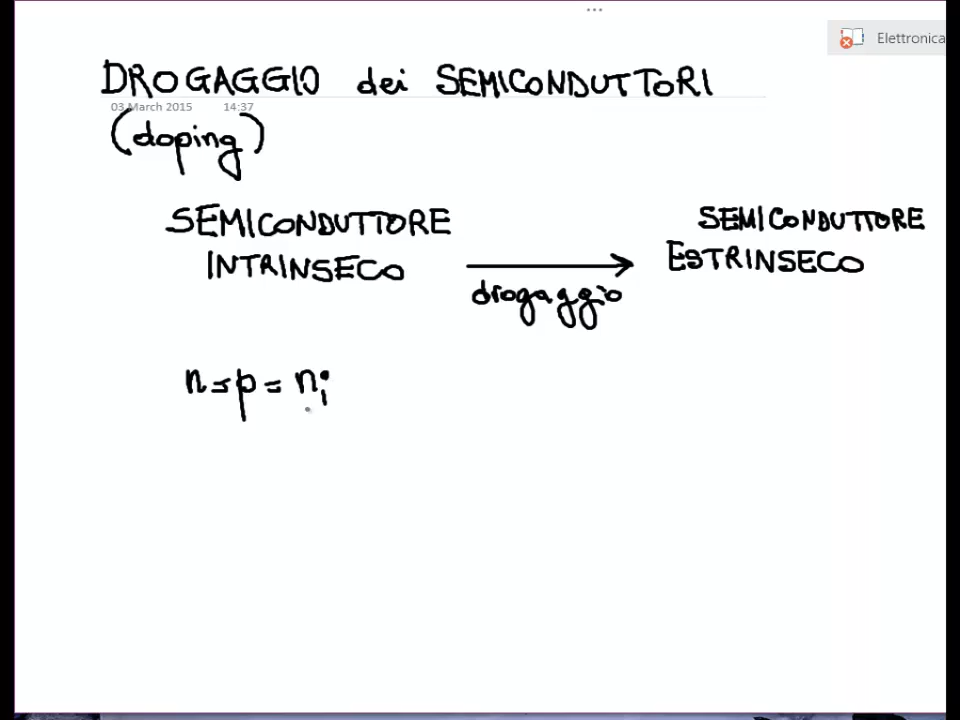 Elettronica
DROGAGGIO dei SEMICONDUTTORI
03 March 2015 14:37
(doping)
SEMICONDUTTORE
INTRINSECO
drogaggio
SEMICONDUTTORE
ESTRINSECO
n = p = ni